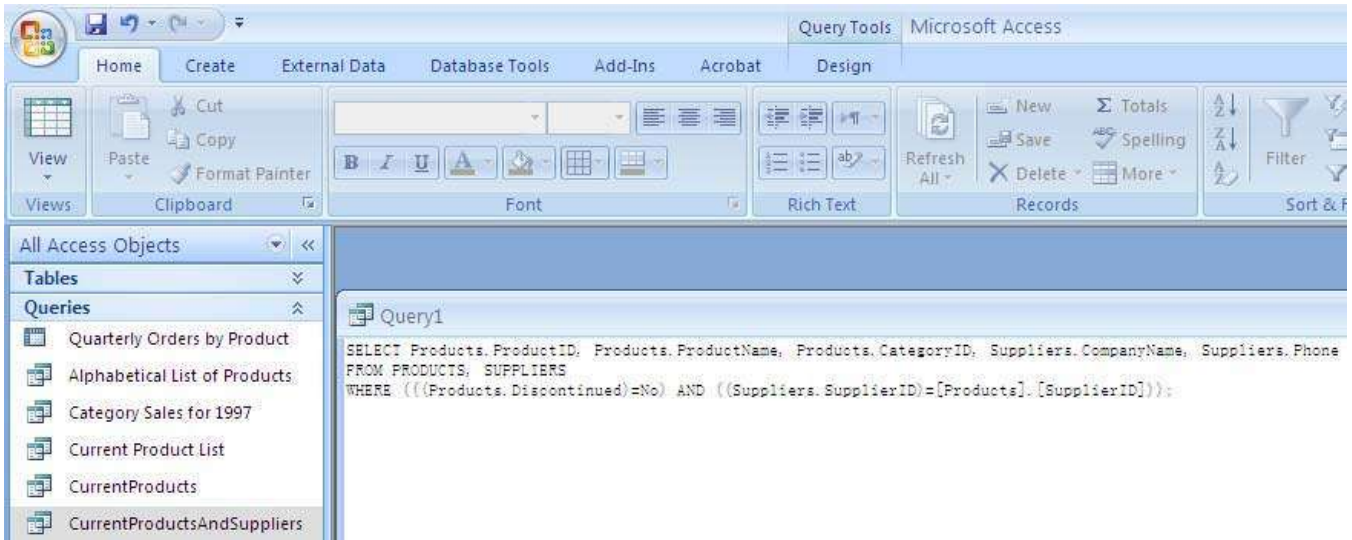 Query Tools Microsoft Access
Home Create External Data Database Tools Add-Ins Acrobat Design
View
Views
Paste
Cut
Copy
Format Painter
Clipboard
B I U A
Font
ab
Rich Text
Refresh
All
New
Save
Delete
Σ Totals
ABC Spelling
More
Records
A
Z
Z
A
A
Z
Filter
Sort & F
All Access Objects
Tables
Queries
Quarterly Orders by Product
Alphabetical List of Products
Category Sales for 1997
Current Product List
CurrentProducts
CurrentProductsAndSuppliers
Query1
SELECT Products.ProductID, Products.ProductName, Products.CategoryID, Suppliers.CompanyName, Suppliers.Phone
FROM PRODUCTS, SUPPLIERS
WHERE (((Products.Discontinued)=No) AND ((Suppliers.SupplierID)=[Products].[SupplierID]));